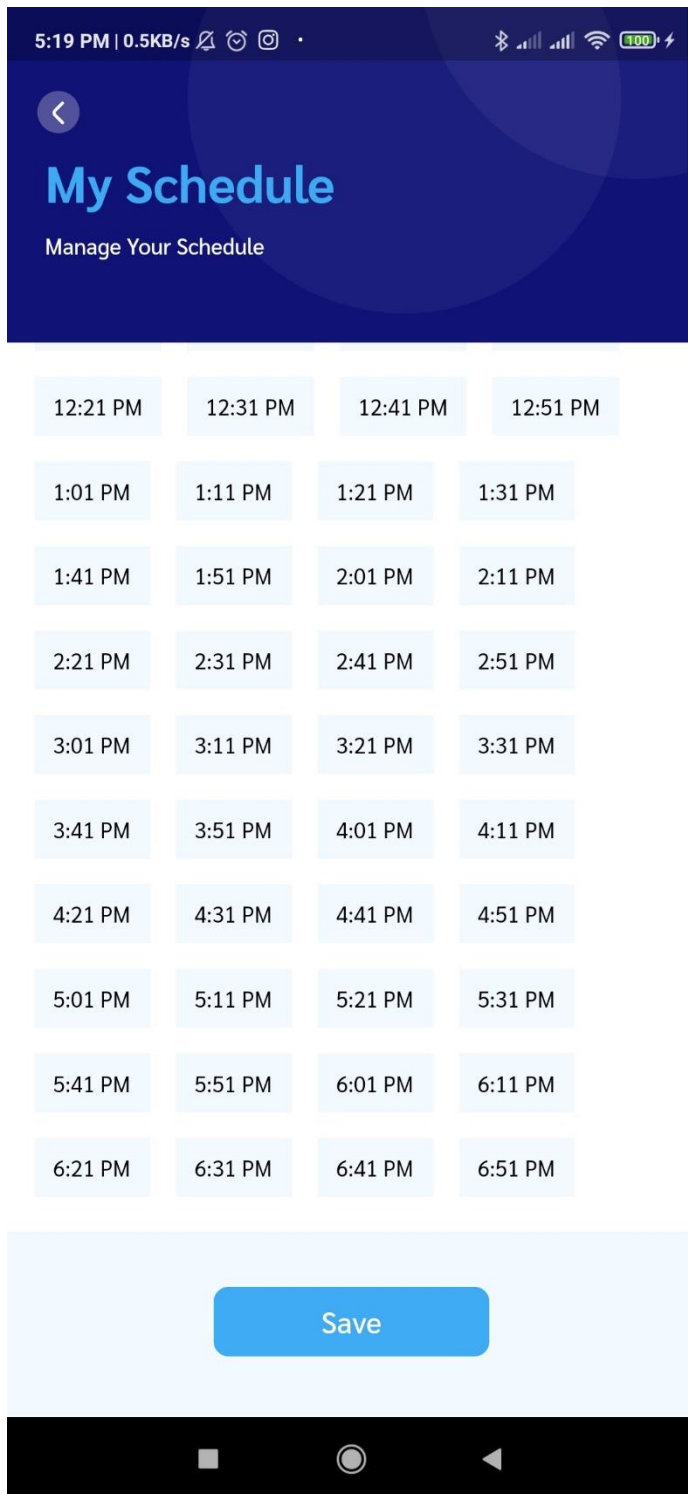 5:19 PM | 0.5KB/s 100
My Schedule
Manage Your Schedule
12:21 PM 12:31 PM 12:41 PM 12:51 PM
1:01 PM 1:11 PM 1:21 PM 1:31 PM
1:41 PM 1:51 PM 2:01 PM 2:11 PM
2:21 PM 2:31 PM 2:41 PM 2:51 PM
3:01 PM 3:11 PM 3:21 PM 3:31 PM
3:41 PM 3:51 PM 4:01 PM 4:11 PM
4:21 PM 4:31 PM 4:41 PM 4:51 PM
5:01 PM 5:11 PM 5:21 PM 5:31 PM
5:41 PM 5:51 PM 6:01 PM 6:11 PM
6:21 PM 6:31 PM 6:41 PM 6:51 PM
Save